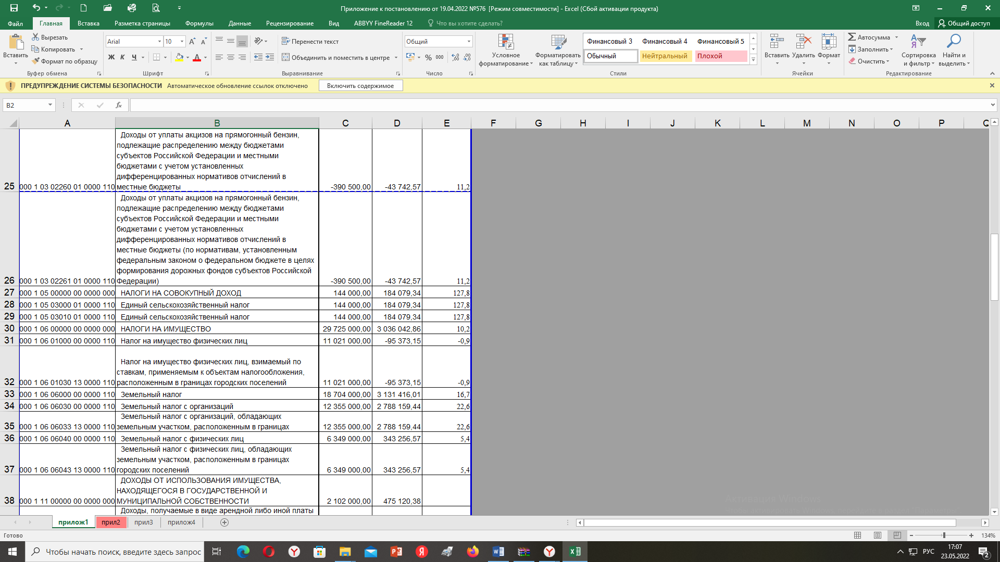 Приложение к постановлению от 19.04.2022 №576 [Режим совместимости] - Excel (Сбой активации продукта)
Файл Главная Вставка Разметка страницы Формулы Данные Рецензирование Вид ABBYY FineReader 12 Что вы хотите сделать? Вход Общий доступ
Вставить
Вырезать
Копировать
Формат по образцу
Буфер обмена
Arial 10
Ж К Ч
Шрифт
Перенести текст
Объединить и поместить в центре
Выравнивание
Общий
% 000
Число
Условное форматирование
Форматировать как таблицу
Финансовый 3 Финансовый 4 Финансовый 5
Обычный Нейтральный Плохой
Стили
Вставить Удалить Формат
Ячейки
Автосумма
Заполнить
Очистить
Сортировка и фильтр
Найти и выделить
Редактирование
ПРЕДУПРЕЖДЕНИЕ СИСТЕМЫ БЕЗОПАСНОСТИ Автоматическое обновление ссылок отключено Включить содержимое
B2 fx
A B C D E F G H I J K L M N O P Q
Доходы от уплаты акцизов на прямогонный бензин,
подлежащие распределению между бюджетами
субъектов Российской Федерации и местными
бюджетами с учетом установленных
дифференцированных нормативов отчислений в
25 000 1 03 02260 01 0000 110 местные бюджеты -390 500,00 -43 742,57 11,2
Доходы от уплаты акцизов на прямогонный бензин,
подлежащие распределению между бюджетами
субъектов Российской Федерации и местными
бюджетами с учетом установленных
дифференцированных нормативов отчислений в
местные бюджеты (по нормативам, установленным
федеральным законом о федеральном бюджете в целях
формирования дорожных фондов субъектов Российской
26 000 1 03 02261 01 0000 110 Федерации) -390 500,00 -43 742,57 11,2
27 000 1 05 00000 00 0000 000 НАЛОГИ НА СОВОКУПНЫЙ ДОХОД 144 000,00 184 079,34 127,8
28 000 1 05 03000 01 0000 110 Единый сельскохозяйственный налог 144 000,00 184 079,34 127,8
29 000 1 05 03010 01 0000 110 Единый сельскохозяйственный налог 144 000,00 184 079,34 127,8
30 000 1 06 00000 00 0000 000 НАЛОГИ НА ИМУЩЕСТВО 29 725 000,00 3 036 042,86 10,2
31 000 1 06 01000 00 0000 110 Налог на имущество физических лиц 11 021 000,00 -95 373,15 -0,9
Налог на имущество физических лиц, взимаемый по
ставкам, применяемым к объектам налогообложения,
32 000 1 06 01030 13 0000 110 расположенным в границах городских поселений 11 021 000,00 -95 373,15 -0,9
33 000 1 06 06000 00 0000 110 Земельный налог 18 704 000,00 3 131 416,01 16,7
34 000 1 06 06030 00 0000 110 Земельный налог с организаций 12 355 000,00 2 788 159,44 22,6
Земельный налог с организаций, обладающих
35 000 1 06 06033 13 0000 110 земельным участком, расположенным в границах 12 355 000,00 2 788 159,44 22,6
36 000 1 06 06040 00 0000 110 Земельный налог с физических лиц 6 349 000,00 343 256,57 5,4
Земельный налог с физических лиц, обладающих
земельным участком, расположенным в границах
37 000 1 06 06043 13 0000 110 городских поселений 6 349 000,00 343 256,57 5,4
ДОХОДЫ ОТ ИСПОЛЬЗОВАНИЯ ИМУЩЕСТВА,
НАХОДЯЩЕГОСЯ В ГОСУДАРСТВЕННОЙ И
38 000 1 11 00000 00 0000 000 МУНИЦИПАЛЬНОЙ СОБСТВЕННОСТИ 2 102 000,00 475 120,38
Доходы, получаемые в виде арендной либо иной платы
Активация Windows
прилож1 прил2 прил3 прилож4
Готово 134%
Чтобы начать поиск, введите здесь запрос
РУС 17:07
23.05.2022 2